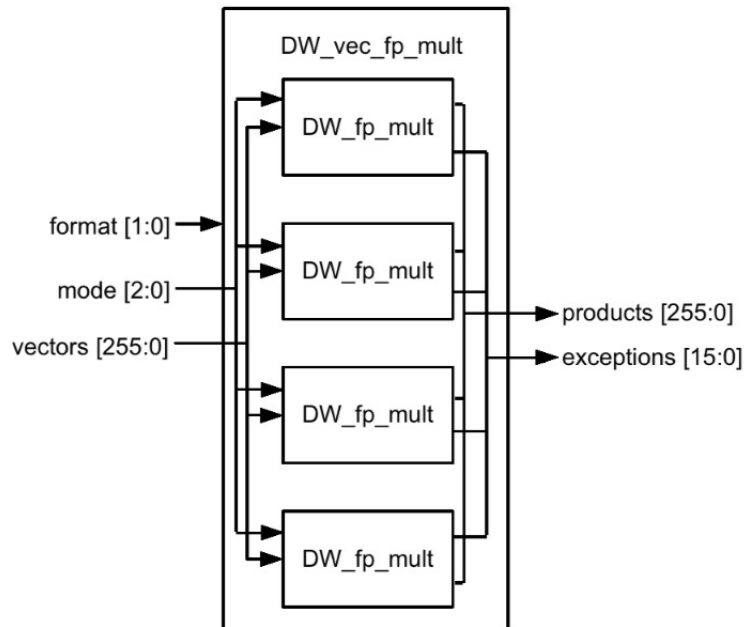 DW_vec_fp_mult
DW_fp_mult
format [1:0]
DW_fp_mult
mode [2:0]
products [255:0]
vectors [255:0]
exceptions [15:0]
DW_fp_mult
DW_fp_mult